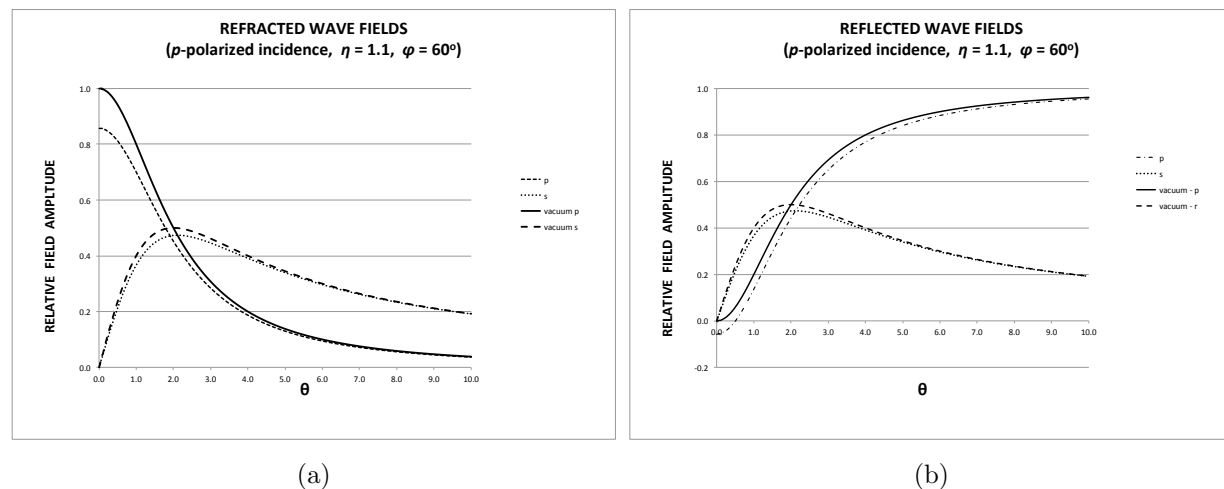 REFRACTED WAVE FIELDS
(p-polarized incidence, η = 1.1, φ = 60º)
1.0
0.8
0.6
0.4
0.2
0.0
0.0 1.0 2.0 3.0 4.0 5.0 6.0 7.0 8.0 9.0 10.0
RELATIVE FIELD AMPLTUDE
θ
p
s
vacuum p
vacuum s
(a)
REFLECTED WAVE FIELDS
(p-polarized incidence, η = 1.1, φ = 60º)
1.0
0.8
0.6
0.4
0.2
0.0
-0.2
0.0 1.0 2.0 3.0 4.0 5.0 6.0 7.0 8.0 9.0 10.0
RELATIVE FIELD AMPLTUDE
θ
p
s
vacuum - p
vacuum - r
(b)